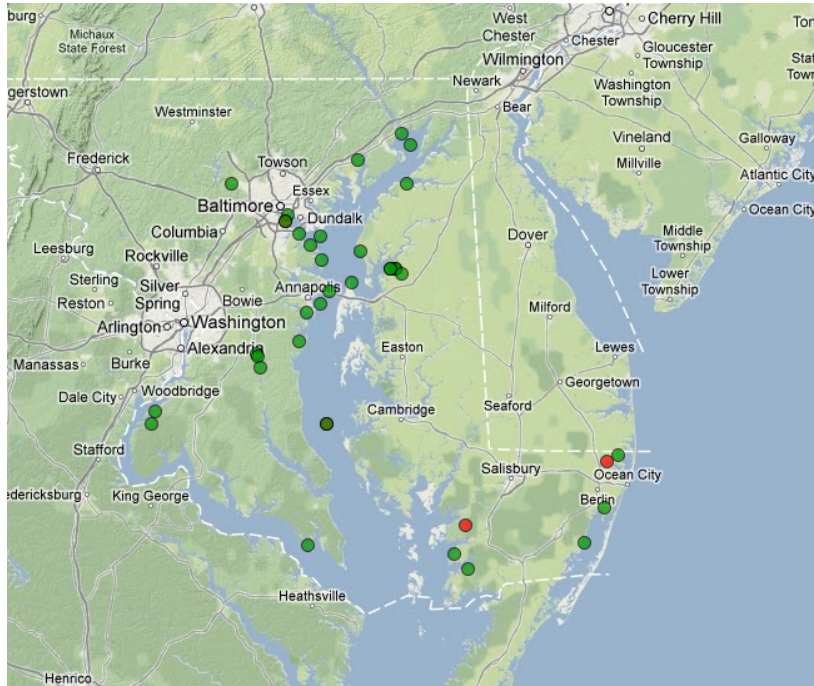 sburg
Michaux
State Forest
West
Chester
Cherry Hill
Chester
Wilmington
Gloucester
Township
Newark
Washington
Township
gerstown
Bear
Westminster
Vineland
Galloway
Millville
Frederick
Towson
Atlantic City
Essex
Baltimore
Dundalk
Ocean City
Columbia
Leesburg
Middle
Township
Dover
Rockville
Sterling
Silver
Spring
Bowie
Annapolis
Lower
Township
Reston
Milford
Arlington
Washington
Alexandria
Easton
Lewes
Manassas
Burke
Georgetown
Woodbridge
Dale City
Seaford
Cambridge
Stafford
Salisbury
Ocean City
Berlin
edericksburg
King George
Heathsville
Henrico